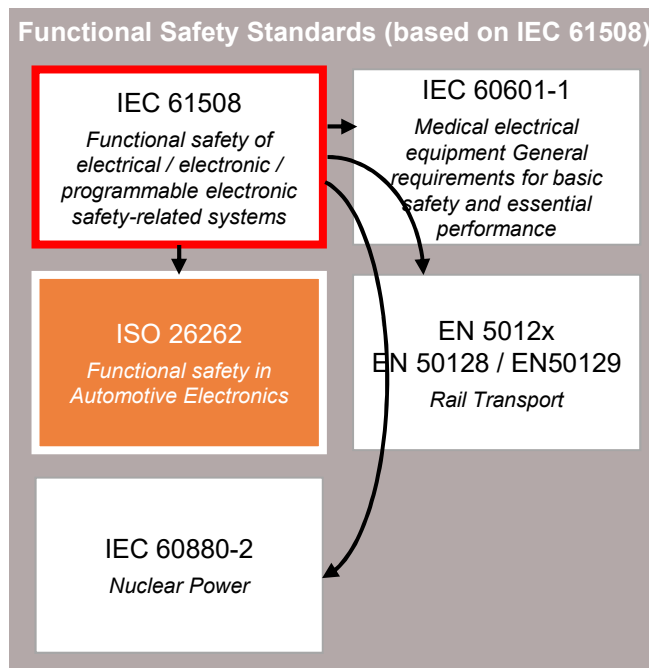 Functional Safety Standards (based on IEC 61508)
IEC 61508
Functional safety of
electrical / electronic /
programmable electronic
safety-related systems
IEC 60601-1
Medical electrical
equipment General
requirements for basic
safety and essential
performance
ISO 26262
Functional safety in
Automotive Electronics
EN 5012x
EN 50128 / EN50129
Rail Transport
IEC 60880-2
Nuclear Power